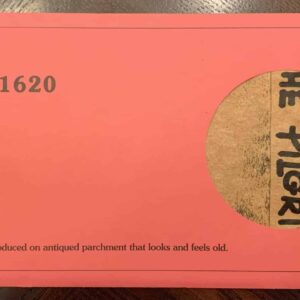 1620
HE PILGRI
oduced on antiqued parchment that looks and feels old.